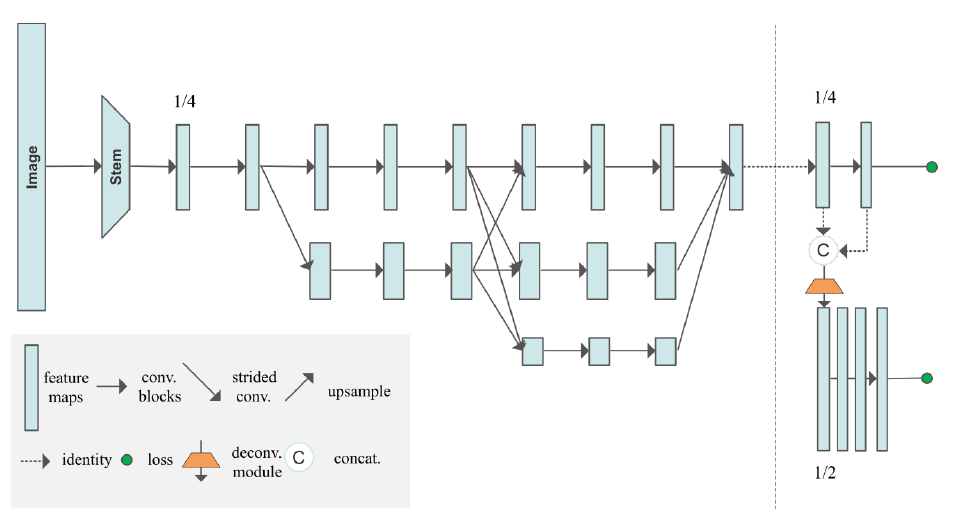 Image
Stem
1/4
1/4
C
1/2
feature
maps
conv.
blocks
strided
conv.
upsample
identity
loss
deconv.
module
C
concat.